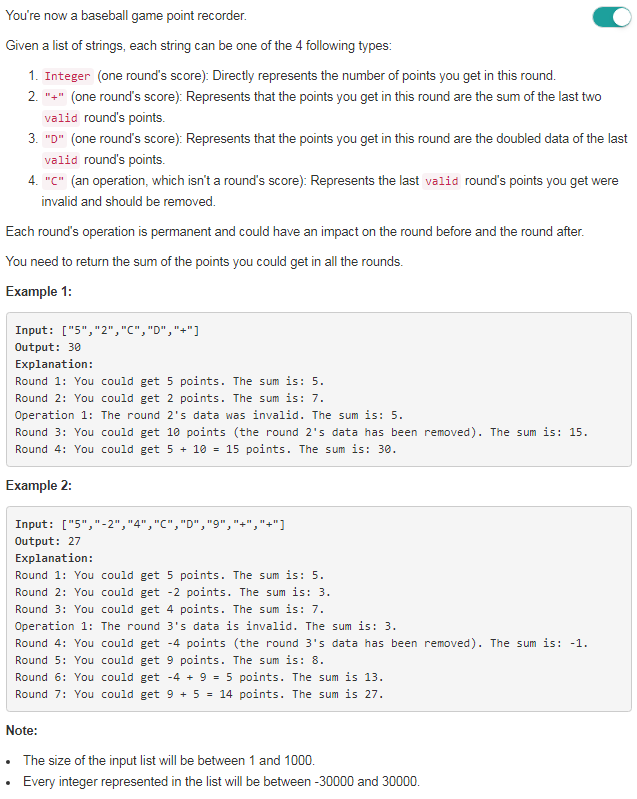 You're now a baseball game point recorder.
Given a list of strings, each string can be one of the 4 following types:
1. Integer (one round's score): Directly represents the number of points you get in this round.
2. "+" (one round's score): Represents that the points you get in this round are the sum of the last two
valid round's points.
3. "D" (one round's score): Represents that the points you get in this round are the doubled data of the last
valid round's points.
4. "C" (an operation, which isn't a round's score): Represents the last valid round's points you get were
invalid and should be removed.
Each round's operation is permanent and could have an impact on the round before and the round after.
You need to return the sum of the points you could get in all the rounds.
Example 1:
Input: ["5","2","C","D","+"]
Output: 30
Explanation:
Round 1: You could get 5 points. The sum is: 5.
Round 2: You could get 2 points. The sum is: 7.
Operation 1: The round 2's data was invalid. The sum is: 5.
Round 3: You could get 10 points (the round 2's data has been removed). The sum is: 15.
Round 4: You could get 5 + 10 = 15 points. The sum is: 30.
Example 2:
Input: ["5","-2","4","C","D","9","+","+"]
Output: 27
Explanation:
Round 1: You could get 5 points. The sum is: 5.
Round 2: You could get -2 points. The sum is: 3.
Round 3: You could get 4 points. The sum is: 7.
Operation 1: The round 3's data is invalid. The sum is: 3.
Round 4: You could get -4 points (the round 3's data has been removed). The sum is: -1.
Round 5: You could get 9 points. The sum is: 8.
Round 6: You could get -4 + 9 = 5 points. The sum is 13.
Round 7: You could get 9 + 5 = 14 points. The sum is 27.
Note:
• The size of the input list will be between 1 and 1000.
• Every integer represented in the list will be between -30000 and 30000.